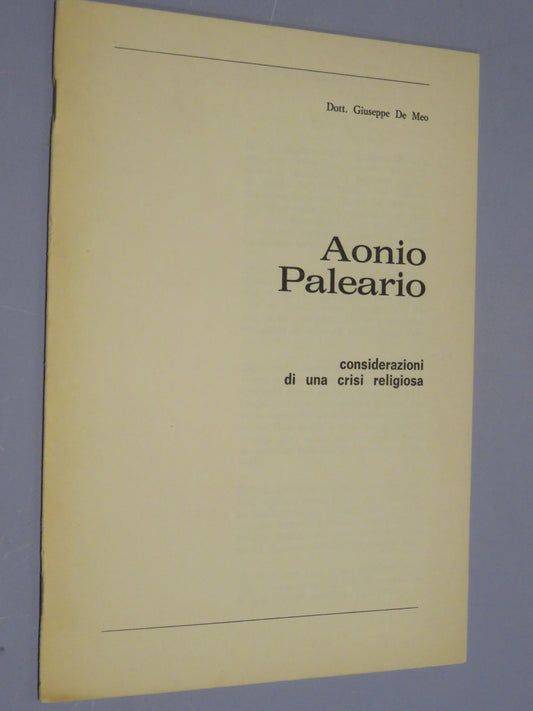 Dott. Giuseppe De Meo
Aonio
Paleario
considerazioni
di una crisi religiosa